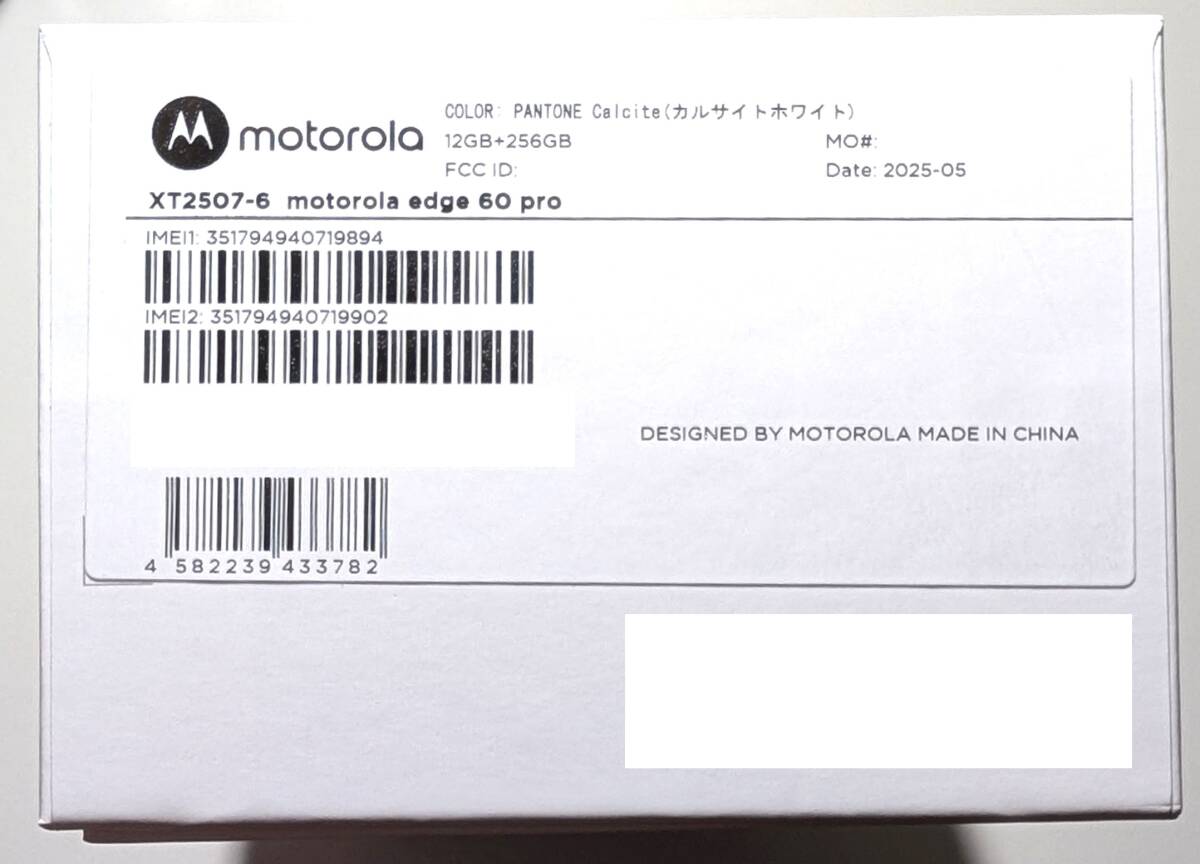 motorola
COLOR: PANTONE Calcite(カルサイトホワイト)
12GB+256GB
MO#:
FCC ID:
Date: 2025-05
XT2507-6 motorola edge 60 pro
IMEI1: 351794940719894
IMEI2: 351794940719902
DESIGNED BY MOTOROLA MADE IN CHINA
4 582239 433782